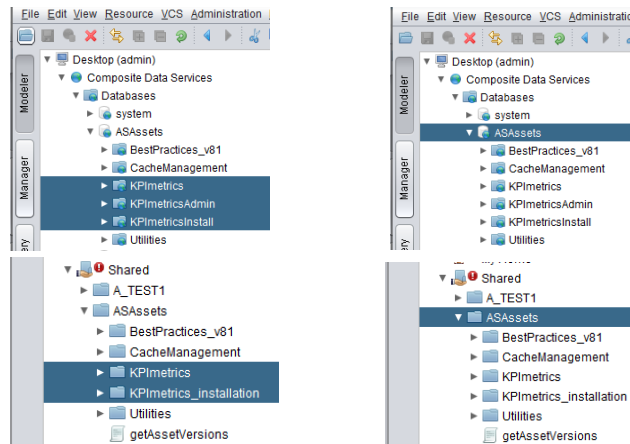 File Edit View Resource VCS Administration
Modeler
Manager
Desktop (admin)
Composite Data Services
Databases
system
ASAssets
BestPractices_v81
CacheManagement
KPImetrics
KPImetricsAdmin
KPImetricsInstall
Utilities
Shared
A_TEST1
ASAssets
BestPractices_v81
CacheManagement
KPImetrics
KPImetrics_installation
Utilities
getAssetVersions
File Edit View Resource VCS
Modeler
Manager
Desktop (admin)
Composite Data Services
Databases
system
ASAssets
BestPractices_v81
CacheManagement
KPImetrics
KPImetricsAdmin
KPImetricsInstall
Utilities
Shared
A_TEST1
ASAssets
BestPractices_v81
CacheManagement
KPImetrics
KPImetrics_installation
Utilities
getAssetVersions